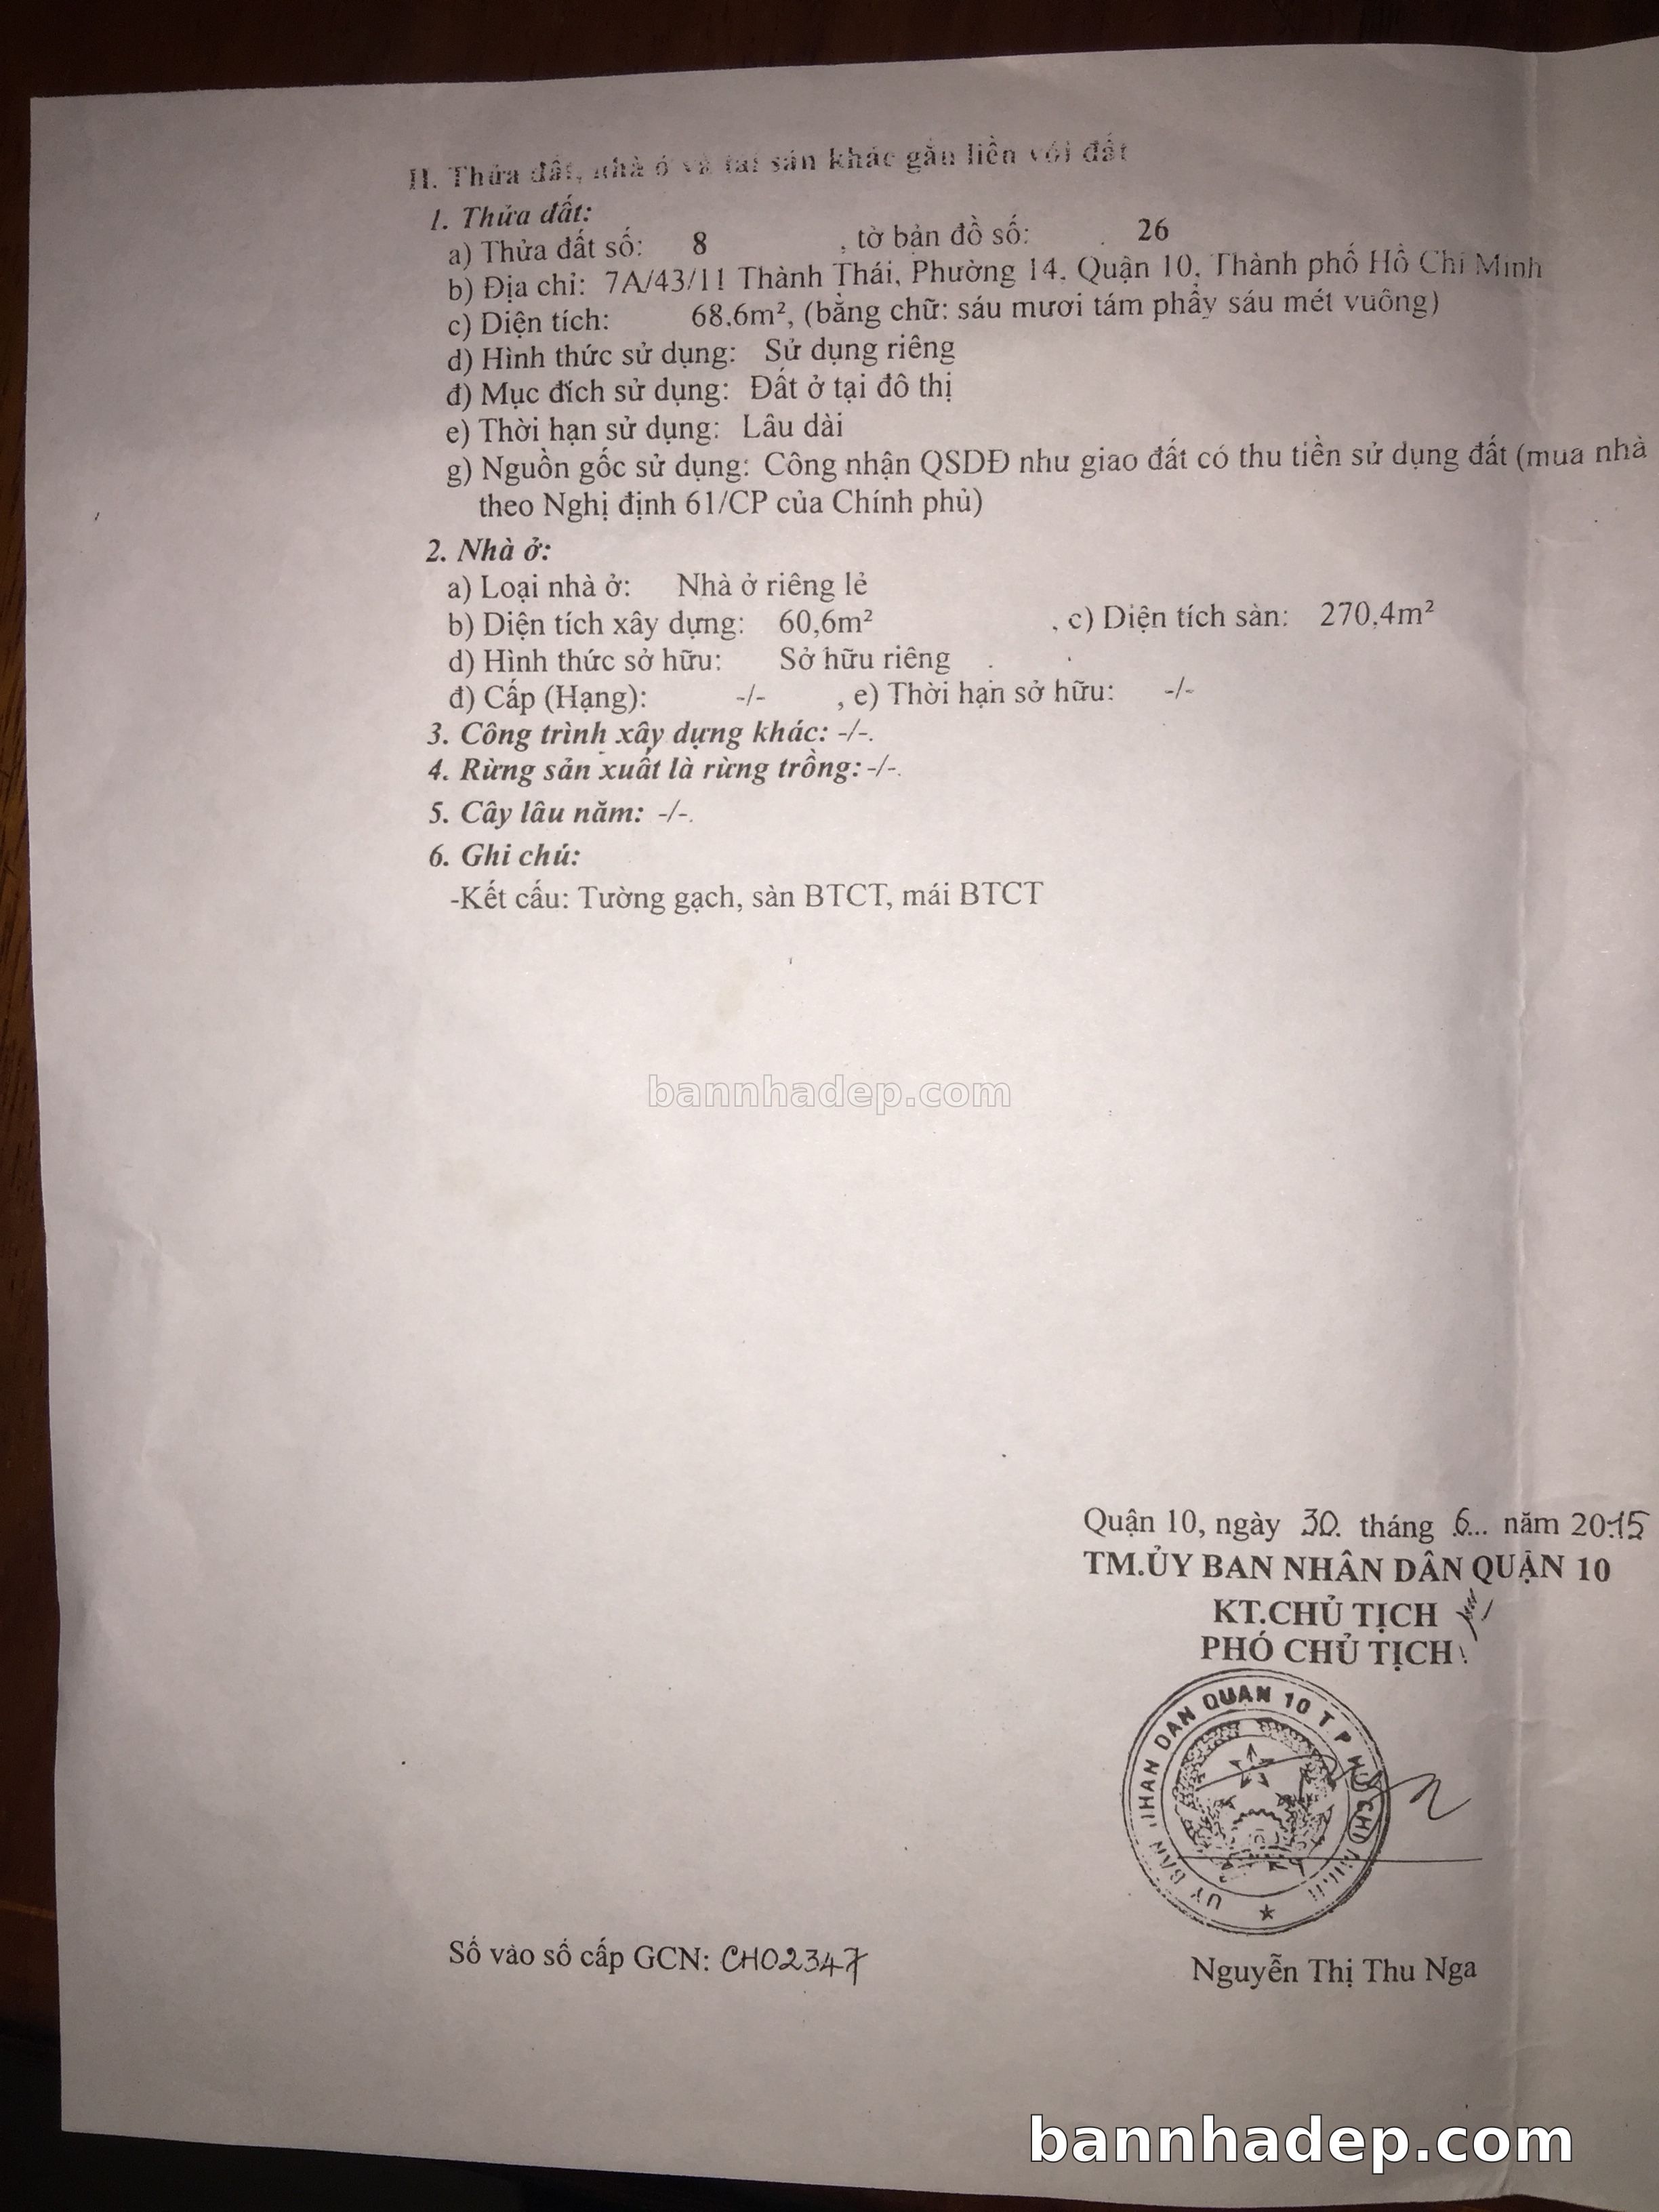 II. Thửa đất, nhà ở và tài sản khác gắn liền với đất
1. Thửa đất:
a) Thửa đất số: 8 , tờ bản đồ số: 26
b) Địa chỉ: 7A/43/11 Thành Thái, Phường 14, Quận 10, Thành phố Hồ Chí Minh
c) Diện tích: 68,6m², (bằng chữ: sáu mươi tám phẩy sáu mét vuông)
d) Hình thức sử dụng: Sử dụng riêng
đ) Mục đích sử dụng: Đất ở tại đô thị
e) Thời hạn sử dụng: Lâu dài
g) Nguồn gốc sử dụng: Công nhận QSDĐ như giao đất có thu tiền sử dụng đất (mua nhà
theo Nghị định 61/CP của Chính phủ)
2. Nhà ở:
a) Loại nhà ở: Nhà ở riêng lẻ
b) Diện tích xây dựng: 60,6m² , c) Diện tích sàn: 270,4m²
d) Hình thức sở hữu: Sở hữu riêng
đ) Cấp (Hạng): -/- , e) Thời hạn sở hữu: -/-
3. Công trình xây dựng khác: -/-.
4. Rừng sản xuất là rừng trồng: -/-.
5. Cây lâu năm: -/-.
6. Ghi chú:
-Kết cấu: Tường gạch, sàn BTCT, mái BTCT
bannhadep.com
Quận 10, ngày 30 tháng 6... năm 2015
TM.ỦY BAN NHÂN DÂN QUẬN 10
KT.CHỦ TỊCH
PHÓ CHỦ TỊCH
UY BAN NHAN DAN QUAN 10 T.P HO CHI MINH
Số vào sổ cấp GCN: CH02347
Nguyễn Thị Thu Nga
bannhadep.com